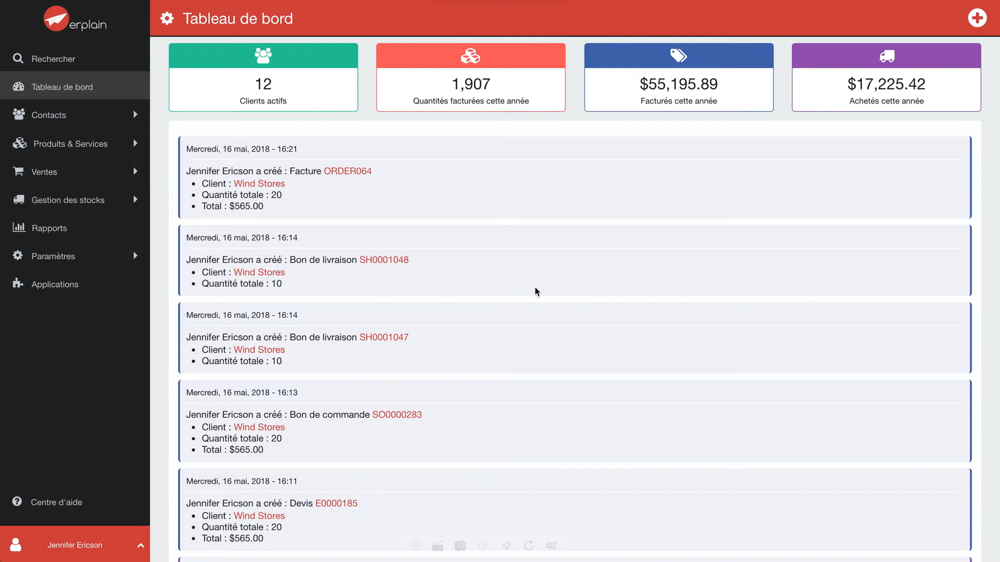 erplain
Rechercher
Tableau de bord
Contacts
Produits & Services
Ventes
Gestion des stocks
Rapports
Paramètres
Applications
Centre d'aide
Jennifer Ericson
Tableau de bord
12
Clients actifs
1,907
Quantités facturées cette année
$55,195.89
Facturés cette année
$17,225.42
Achetés cette année
Mercredi, 16 mai, 2018 - 16:21
Jennifer Ericson a créé : Facture ORDER064
• Client : Wind Stores
• Quantité totale : 20
• Total : $565.00
Mercredi, 16 mai, 2018 - 16:14
Jennifer Ericson a créé : Bon de livraison SH0001048
• Client : Wind Stores
• Quantité totale : 10
Mercredi, 16 mai, 2018 - 16:14
Jennifer Ericson a créé : Bon de livraison SH0001047
• Client : Wind Stores
• Quantité totale : 10
Mercredi, 16 mai, 2018 - 16:13
Jennifer Ericson a créé : Bon de commande SO0000283
• Client : Wind Stores
• Quantité totale : 20
• Total : $565.00
Mercredi, 16 mai, 2018 - 16:11
Jennifer Ericson a créé : Devis E0000185
• Client : Wind Stores
• Quantité totale : 20
• Total : $565.00